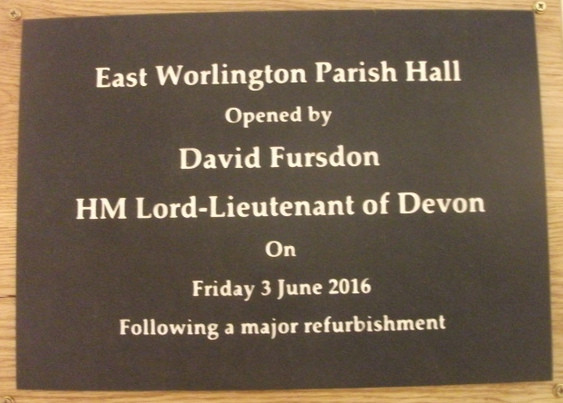 East Worlington Parish Hall
Opened by
David Fursdon
HM Lord-Lieutenant of Devon
On
Friday 3 June 2016
Following a major refurbishment